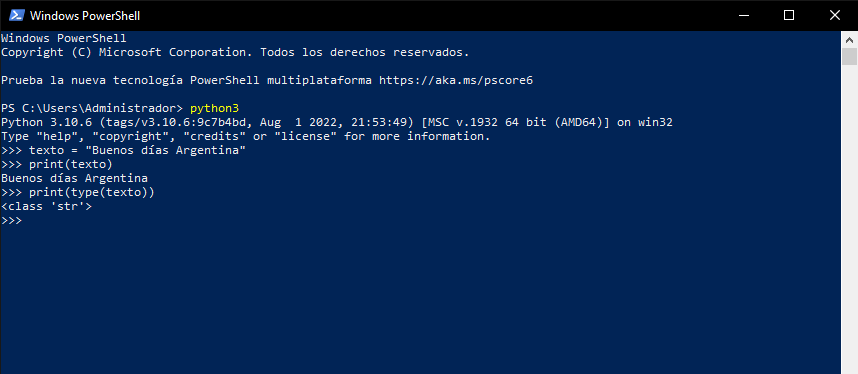 Windows PowerShell
Windows PowerShell
Copyright (C) Microsoft Corporation. Todos los derechos reservados.
Prueba la nueva tecnología PowerShell multiplataforma https://aka.ms/pscore6
PS C:\Users\Administrador> python3
Python 3.10.6 (tags/v3.10.6:9c7b4bd, Aug  1 2022, 21:53:49) [MSC v.1932 64 bit (AMD64)] on win32
Type "help", "copyright", "credits" or "license" for more information.
>>> texto = "Buenos días Argentina"
>>> print(texto)
Buenos días Argentina
>>> print(type(texto))
<class 'str'>
>>>